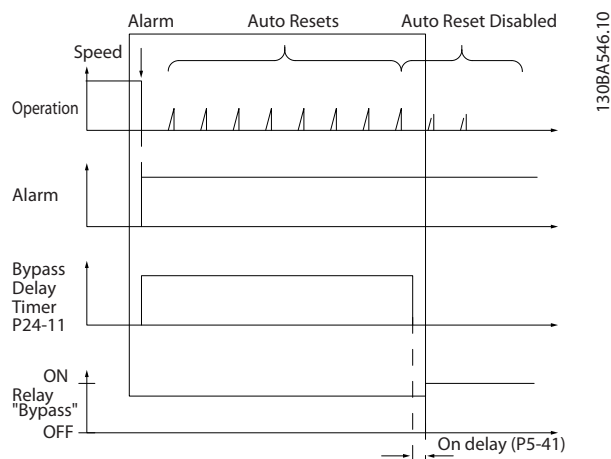 Alarm
Auto Resets
Auto Reset Disabled
Speed
Operation
Alarm
Bypass
Delay
Timer
P24-11
ON
Relay
"Bypass"
OFF
On delay (P5-41)
130BA546.10